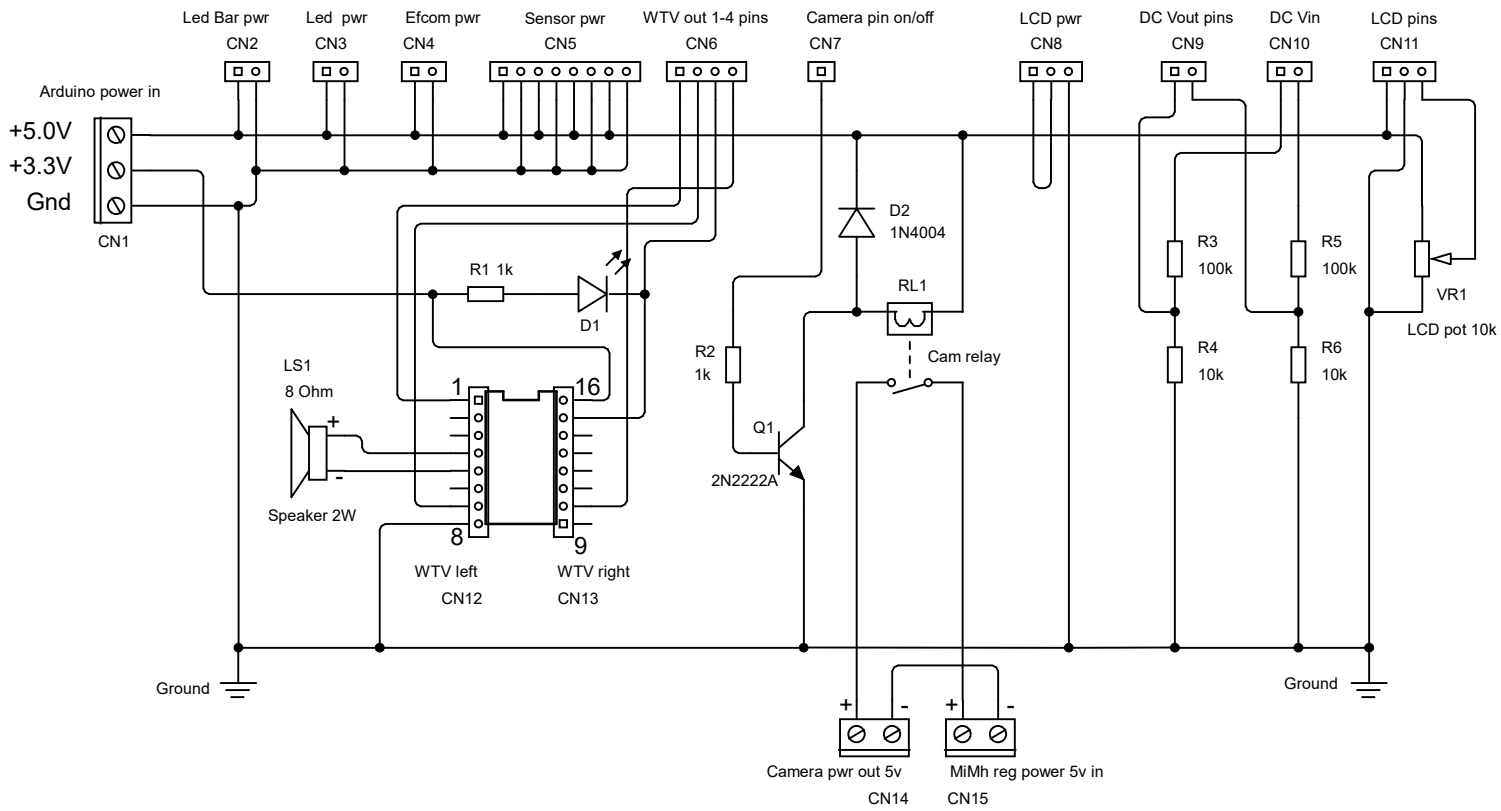 Led Bar pwr
CN2
Led pwr
CN3
Efcom pwr
CN4
Sensor pwr
CN5
WTV out 1-4 pins
CN6
Camera pin on/off
CN7
LCD pwr
CN8
DC Vout pins
CN9
DC Vin
CN10
LCD pins
CN11
Arduino power in
+5.0V
+3.3V
Gnd
CN1
D2
1N4004
R1 1k
D1
RL1
R3
100k
R5
100k
VR1
LCD pot 10k
R2
1k
Cam relay
R4
10k
R6
10k
LS1
8 Ohm
+
-
Speaker 2W
1
16
8
9
WTV left
CN12
WTV right
CN13
Q1
2N2222A
Ground
Ground
+
-
+
-
Camera pwr out 5v
CN14
MiMh reg power 5v in
CN15